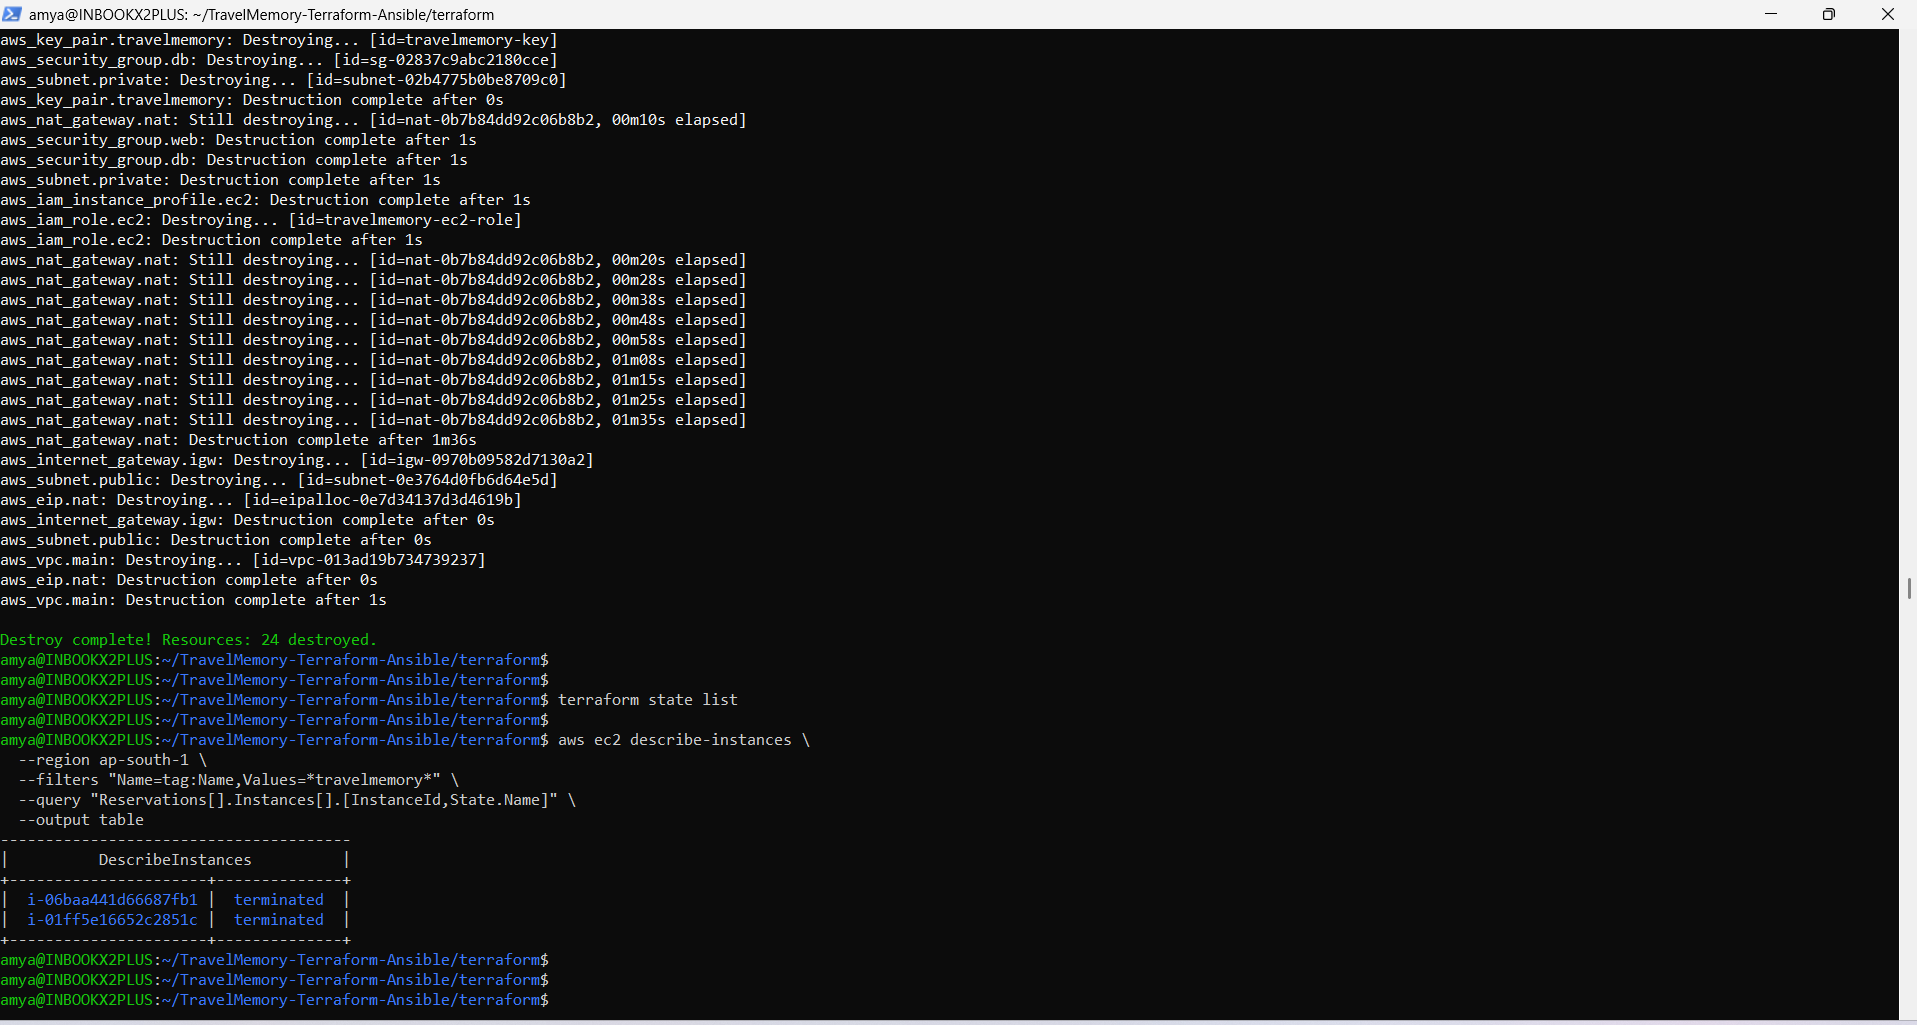 amya@INBOOKX2PLUS: ~/TravelMemory-Terraform-Ansible/terraform
aws_key_pair.travelmemory: Destroying... [id=travelmemory-key]
aws_security_group.db: Destroying... [id=sg-02837c9abc2180cce]
aws_subnet.private: Destroying... [id=subnet-02b4775b0be8709c0]
aws_key_pair.travelmemory: Destruction complete after 0s
aws_nat_gateway.nat: Still destroying... [id=nat-0b7b84dd92c06b8b2, 00m10s elapsed]
aws_security_group.web: Destruction complete after 1s
aws_security_group.db: Destruction complete after 1s
aws_subnet.private: Destruction complete after 1s
aws_iam_instance_profile.ec2: Destruction complete after 1s
aws_iam_role.ec2: Destroying... [id=travelmemory-ec2-role]
aws_iam_role.ec2: Destruction complete after 1s
aws_nat_gateway.nat: Still destroying... [id=nat-0b7b84dd92c06b8b2, 00m20s elapsed]
aws_nat_gateway.nat: Still destroying... [id=nat-0b7b84dd92c06b8b2, 00m28s elapsed]
aws_nat_gateway.nat: Still destroying... [id=nat-0b7b84dd92c06b8b2, 00m38s elapsed]
aws_nat_gateway.nat: Still destroying... [id=nat-0b7b84dd92c06b8b2, 00m48s elapsed]
aws_nat_gateway.nat: Still destroying... [id=nat-0b7b84dd92c06b8b2, 00m58s elapsed]
aws_nat_gateway.nat: Still destroying... [id=nat-0b7b84dd92c06b8b2, 01m08s elapsed]
aws_nat_gateway.nat: Still destroying... [id=nat-0b7b84dd92c06b8b2, 01m15s elapsed]
aws_nat_gateway.nat: Still destroying... [id=nat-0b7b84dd92c06b8b2, 01m25s elapsed]
aws_nat_gateway.nat: Still destroying... [id=nat-0b7b84dd92c06b8b2, 01m35s elapsed]
aws_nat_gateway.nat: Destruction complete after 1m36s
aws_internet_gateway.igw: Destroying... [id=igw-0970b09582d7130a2]
aws_subnet.public: Destroying... [id=subnet-0e3764d0fb6d64e5d]
aws_eip.nat: Destroying... [id=eipalloc-0e7d34137d3d4619b]
aws_internet_gateway.igw: Destruction complete after 0s
aws_subnet.public: Destruction complete after 0s
aws_vpc.main: Destroying... [id=vpc-013ad19b734739237]
aws_eip.nat: Destruction complete after 0s
aws_vpc.main: Destruction complete after 1s
Destroy complete! Resources: 24 destroyed.
amya@INBOOKX2PLUS:~/TravelMemory-Terraform-Ansible/terraform$
amya@INBOOKX2PLUS:~/TravelMemory-Terraform-Ansible/terraform$
amya@INBOOKX2PLUS:~/TravelMemory-Terraform-Ansible/terraform$ terraform state list
amya@INBOOKX2PLUS:~/TravelMemory-Terraform-Ansible/terraform$
amya@INBOOKX2PLUS:~/TravelMemory-Terraform-Ansible/terraform$ aws ec2 describe-instances \
  --region ap-south-1 \
  --filters "Name=tag:Name,Values=*travelmemory*" \
  --query "Reservations[].Instances[].[InstanceId,State.Name]" \
  --output table
---------------------------------------
|          DescribeInstances          |
+----------------------+--------------+
|  i-06baa441d66687fb1 |  terminated  |
|  i-01ff5e16652c2851c |  terminated  |
+----------------------+--------------+
amya@INBOOKX2PLUS:~/TravelMemory-Terraform-Ansible/terraform$
amya@INBOOKX2PLUS:~/TravelMemory-Terraform-Ansible/terraform$
amya@INBOOKX2PLUS:~/TravelMemory-Terraform-Ansible/terraform$